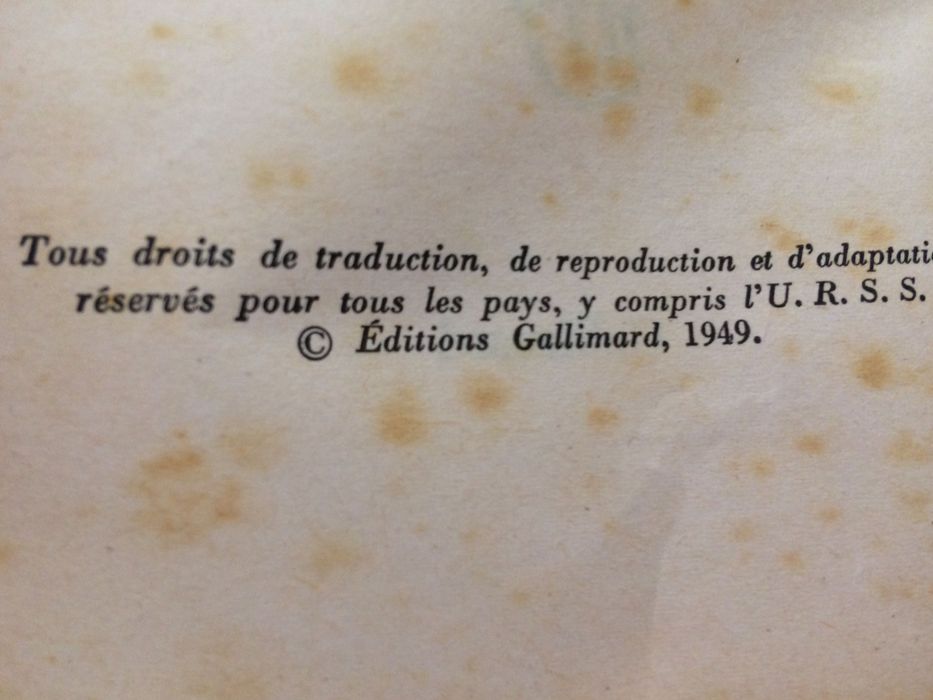 Tous droits de traduction, de reproduction et d'adaptati
réservés pour tous les pays, y compris l'U. R. S. S.
© Éditions Gallimard, 1949.